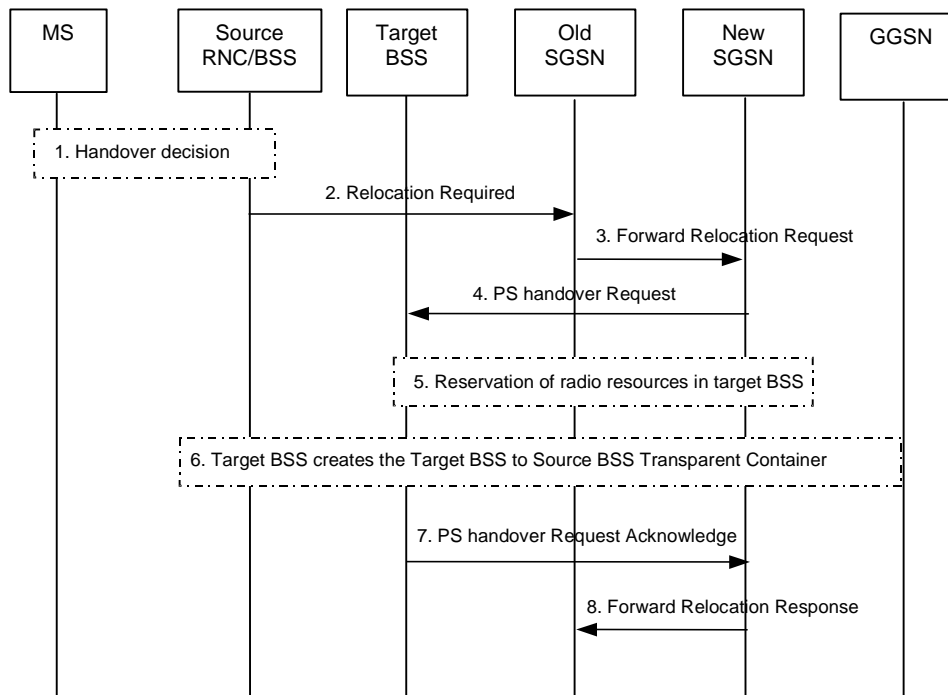 MS
Source
RNC/BSS
Target
BSS
Old
SGSN
New
SGSN
GGSN
1. Handover decision
2. Relocation Required
3. Forward Relocation Request
4. PS handover Request
5. Reservation of radio resources in target BSS
6. Target BSS creates the Target BSS to Source BSS Transparent Container
7. PS handover Request Acknowledge
8. Forward Relocation Response